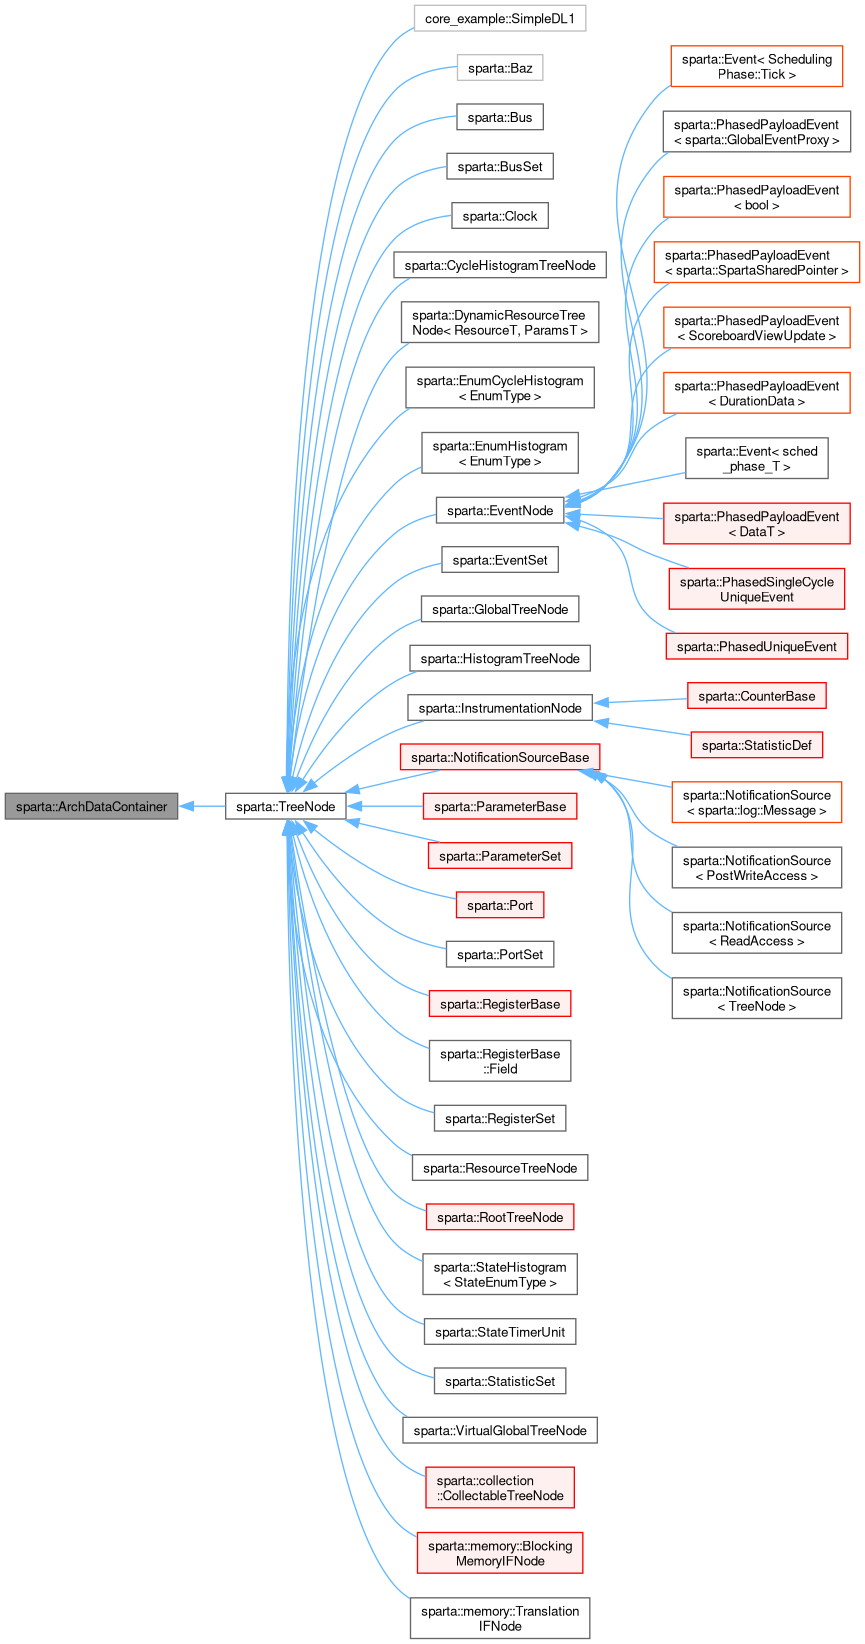 sparta::ArchDataContainer
sparta::TreeNode
core_example::SimpleDL1
sparta::Baz
sparta::Bus
sparta::BusSet
sparta::Clock
sparta::CycleHistogramTreeNode
sparta::DynamicResourceTree
Node< ResourceT, ParamsT >
sparta::EnumCycleHistogram
< EnumType >
sparta::EnumHistogram
< EnumType >
sparta::EventNode
sparta::EventSet
sparta::GlobalTreeNode
sparta::HistogramTreeNode
sparta::InstrumentationNode
sparta::NotificationSourceBase
sparta::ParameterBase
sparta::ParameterSet
sparta::Port
sparta::PortSet
sparta::RegisterBase
sparta::RegisterBase
::Field
sparta::RegisterSet
sparta::ResourceTreeNode
sparta::RootTreeNode
sparta::StateHistogram
< StateEnumType >
sparta::StateTimerUnit
sparta::StatisticSet
sparta::VirtualGlobalTreeNode
sparta::collection
::CollectableTreeNode
sparta::memory::Blocking
MemoryIFNode
sparta::memory::Translation
IFNode
sparta::Event< Scheduling
Phase::Tick >
sparta::PhasedPayloadEvent
< sparta::GlobalEventProxy >
sparta::PhasedPayloadEvent
< bool >
sparta::PhasedPayloadEvent
< sparta::SpartaSharedPointer >
sparta::PhasedPayloadEvent
< ScoreboardViewUpdate >
sparta::PhasedPayloadEvent
< DurationData >
sparta::Event< sched
_phase_T >
sparta::PhasedPayloadEvent
< DataT >
sparta::PhasedSingleCycle
UniqueEvent
sparta::PhasedUniqueEvent
sparta::CounterBase
sparta::StatisticDef
sparta::NotificationSource
< sparta::log::Message >
sparta::NotificationSource
< PostWriteAccess >
sparta::NotificationSource
< ReadAccess >
sparta::NotificationSource
< TreeNode >